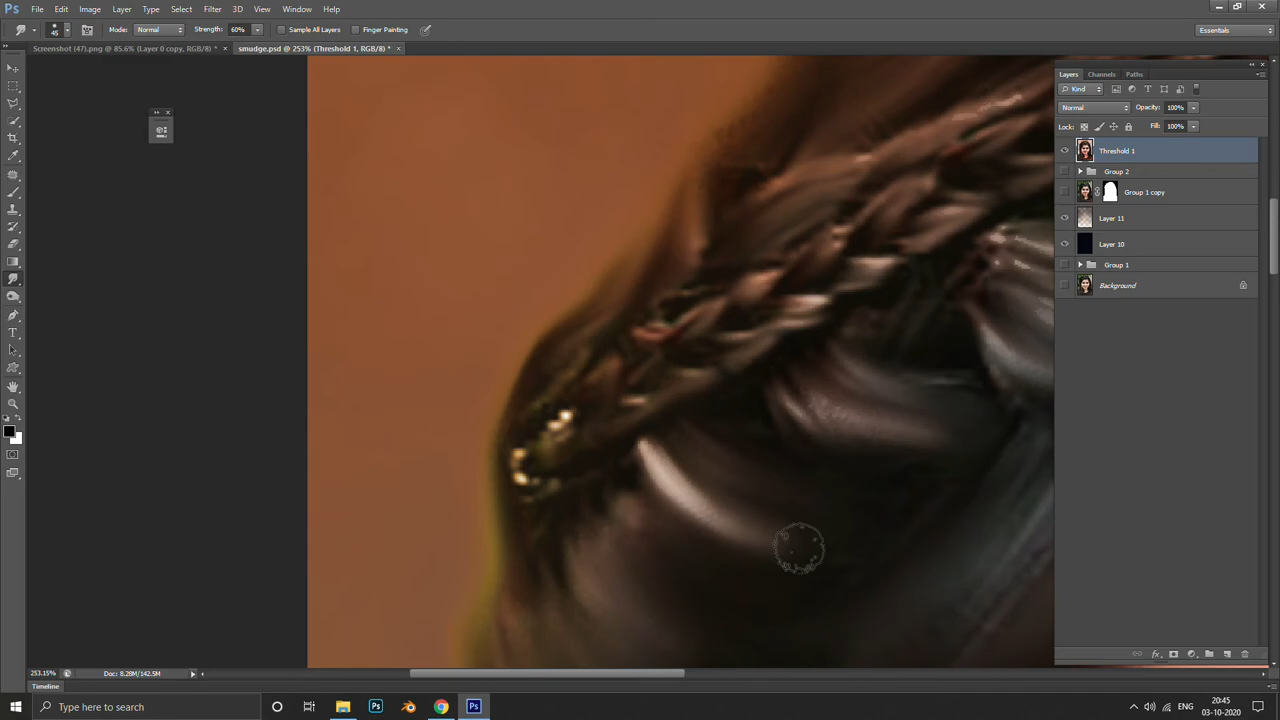 Ps File Edit Image Layer Type Select Filter 3D View Window Help
45 Mode: Normal Strength: 60% Sample All Layers Finger Painting Essentials
Screenshot (47).png @ 85.6% (Layer 0 copy, RGB/8) * × smudge.psd @ 253% (Threshold 1, RGB/8) * ×
Layers Channels Paths
Kind T
Normal Opacity: 100%
Lock: Fill: 100%
Threshold 1
Group 2
Group 1 copy
Layer 11
Layer 10
Group 1
Background
fx
253.15% Doc: 8.28M/142.5M
Timeline
Type here to search Ps Ps ENG 20:45
03-10-2020